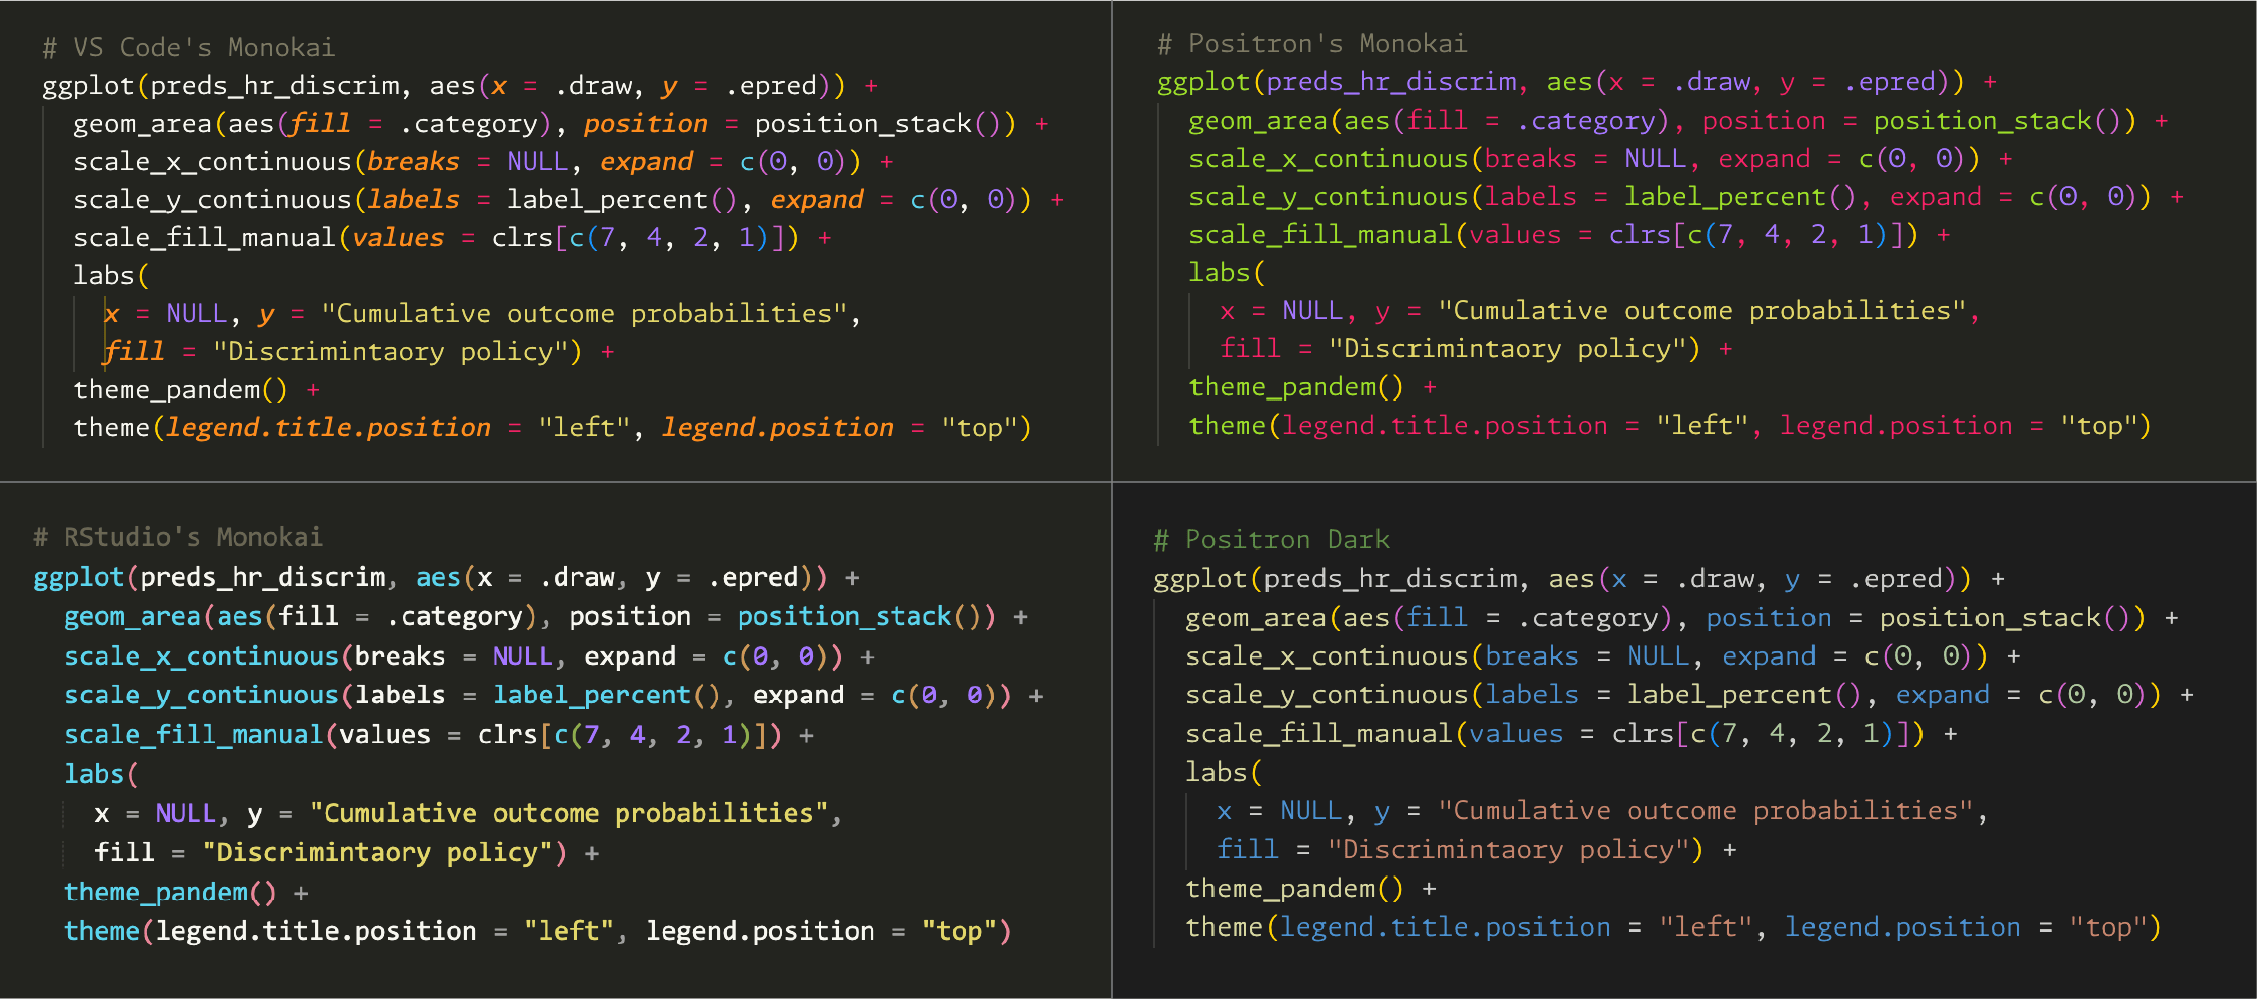 # VS Code's Monokai
ggplot(preds_hr_discrim, aes(x = .draw, y = .epred)) +
  geom_area(aes(fill = .category), position = position_stack()) +
  scale_x_continuous(breaks = NULL, expand = c(0, 0)) +
  scale_y_continuous(labels = label_percent(), expand = c(0, 0)) +
  scale_fill_manual(values = clrs[c(7, 4, 2, 1)]) +
  labs(
    x = NULL, y = "Cumulative outcome probabilities",
    fill = "Discrimintaory policy") +
  theme_pandem() +
  theme(legend.title.position = "left", legend.position = "top")
# Positron's Monokai
ggplot(preds_hr_discrim, aes(x = .draw, y = .epred)) +
  geom_area(aes(fill = .category), position = position_stack()) +
  scale_x_continuous(breaks = NULL, expand = c(0, 0)) +
  scale_y_continuous(labels = label_percent(), expand = c(0, 0)) +
  scale_fill_manual(values = clrs[c(7, 4, 2, 1)]) +
  labs(
    x = NULL, y = "Cumulative outcome probabilities",
    fill = "Discrimintaory policy") +
  theme_pandem() +
  theme(legend.title.position = "left", legend.position = "top")
# RStudio's Monokai
ggplot(preds_hr_discrim, aes(x = .draw, y = .epred)) +
  geom_area(aes(fill = .category), position = position_stack()) +
  scale_x_continuous(breaks = NULL, expand = c(0, 0)) +
  scale_y_continuous(labels = label_percent(), expand = c(0, 0)) +
  scale_fill_manual(values = clrs[c(7, 4, 2, 1)]) +
  labs(
    x = NULL, y = "Cumulative outcome probabilities",
    fill = "Discrimintaory policy") +
  theme_pandem() +
  theme(legend.title.position = "left", legend.position = "top")
# Positron Dark
ggplot(preds_hr_discrim, aes(x = .draw, y = .epred)) +
  geom_area(aes(fill = .category), position = position_stack()) +
  scale_x_continuous(breaks = NULL, expand = c(0, 0)) +
  scale_y_continuous(labels = label_percent(), expand = c(0, 0)) +
  scale_fill_manual(values = clrs[c(7, 4, 2, 1)]) +
  labs(
    x = NULL, y = "Cumulative outcome probabilities",
    fill = "Discrimintaory policy") +
  theme_pandem() +
  theme(legend.title.position = "left", legend.position = "top")